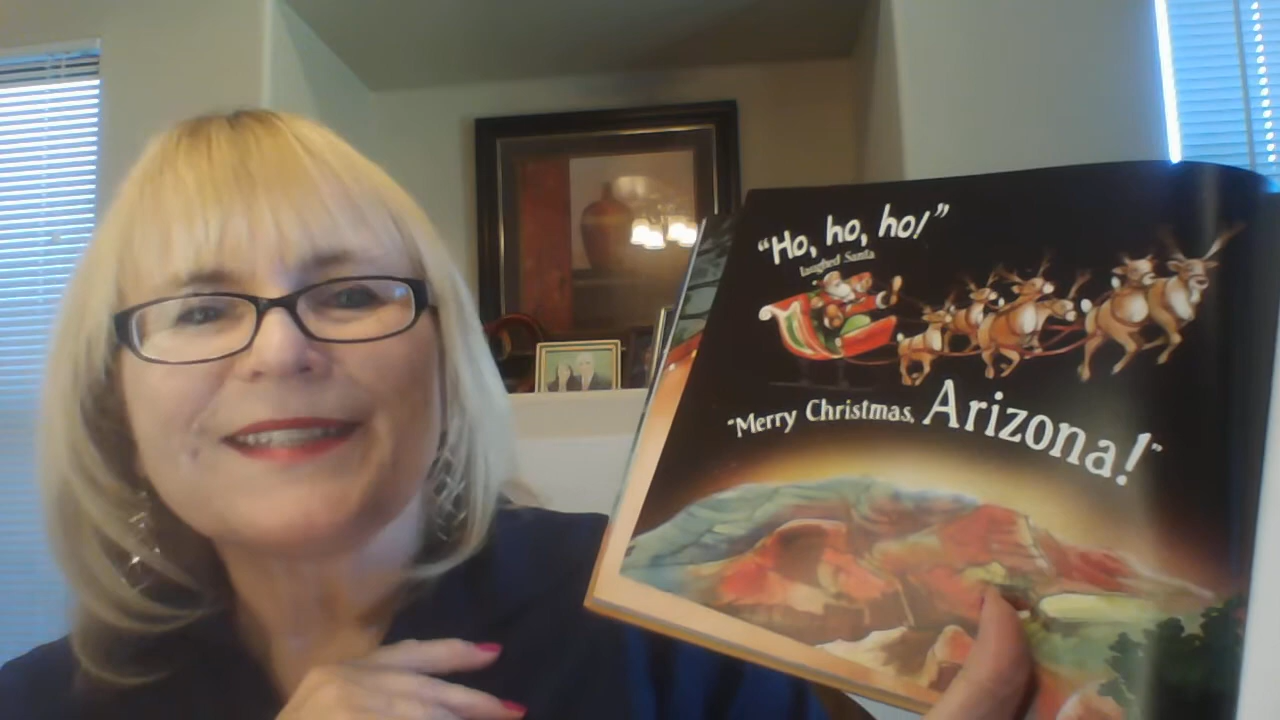 “Ho, ho, ho!”
laughed Santa
“Merry Christmas, Arizona!”